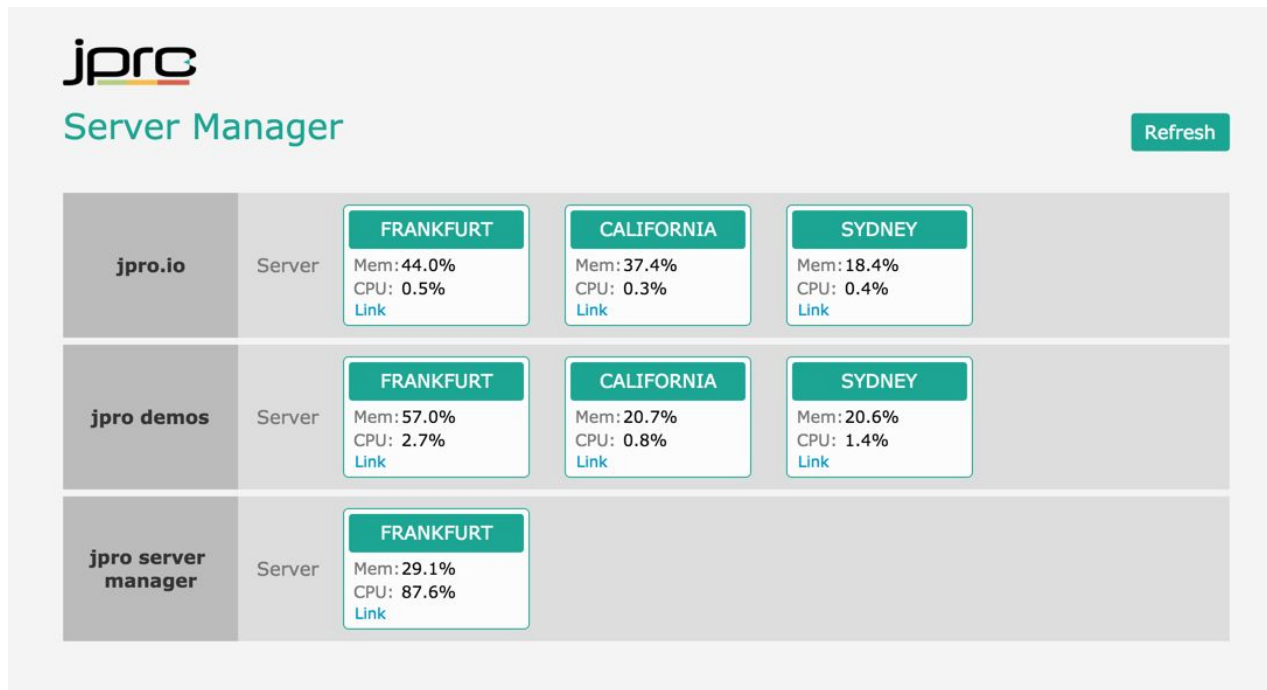 jpro
Server Manager
Refresh
jpro.io
Server
FRANKFURT
Mem: 44.0%
CPU: 0.5%
Link
CALIFORNIA
Mem: 37.4%
CPU: 0.3%
Link
SYDNEY
Mem: 18.4%
CPU: 0.4%
Link
jpro demos
Server
FRANKFURT
Mem: 57.0%
CPU: 2.7%
Link
CALIFORNIA
Mem: 20.7%
CPU: 0.8%
Link
SYDNEY
Mem: 20.6%
CPU: 1.4%
Link
jpro server
manager
Server
FRANKFURT
Mem: 29.1%
CPU: 87.6%
Link